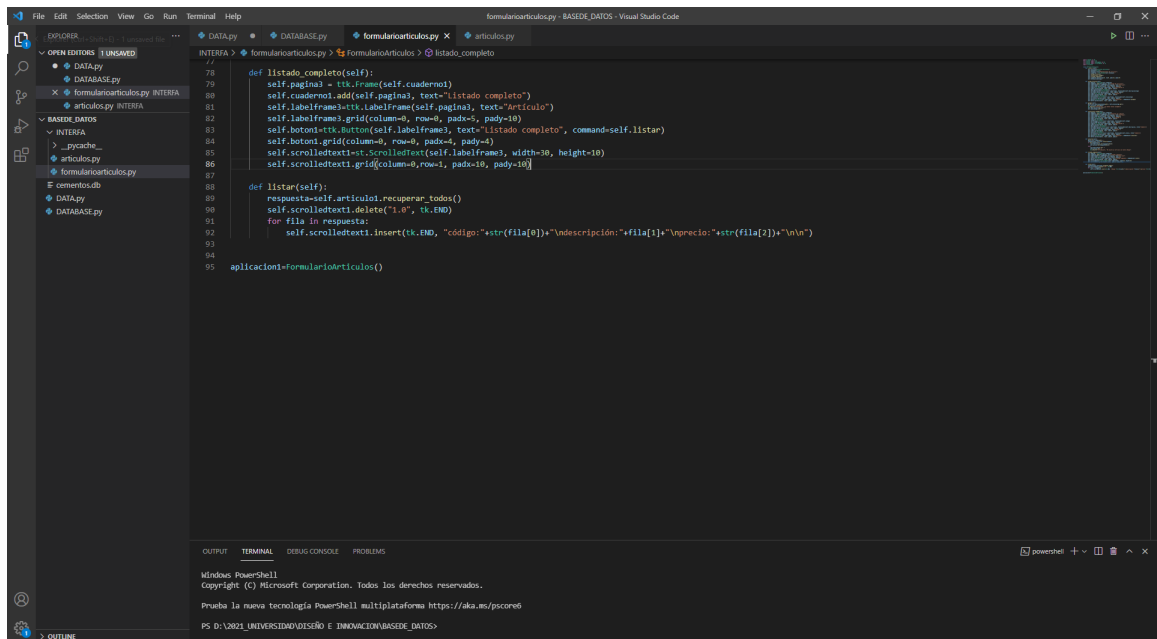 File Edit Selection View Go Run Terminal Help
formularioarticulos.py - BASEDE_DATOS - Visual Studio Code
EXPLORER
OPEN EDITORS 1 UNSAVED
DATA.py
DATABASE.py
formularioarticulos.py INTERFA
articulos.py INTERFA
BASEDE_DATOS
INTERFA
__pycache__
articulos.py
formularioarticulos.py
cementos.db
DATA.py
DATABASE.py
OUTLINE
DATA.py DATABASE.py formularioarticulos.py articulos.py
INTERFA > formularioarticulos.py > FormularioArticulos > listado_completo
77
78 def listado_completo(self):
79 self.pagina3 = ttk.Frame(self.cuaderno1)
80 self.cuaderno1.add(self.pagina3, text="Listado completo")
81 self.labelframe3=ttk.LabelFrame(self.pagina3, text="Artículo")
82 self.labelframe3.grid(column=0, row=0, padx=5, pady=10)
83 self.boton1=ttk.Button(self.labelframe3, text="Listado completo", command=self.listar)
84 self.boton1.grid(column=0, row=0, padx=4, pady=4)
85 self.scrolledtext1=st.ScrolledText(self.labelframe3, width=30, height=10)
86 self.scrolledtext1.grid(column=0,row=1, padx=10, pady=10)
87
88 def listar(self):
89 respuesta=self.articulo1.recuperar_todos()
90 self.scrolledtext1.delete("1.0", tk.END)
91 for fila in respuesta:
92 self.scrolledtext1.insert(tk.END, "código:"+str(fila[0])+"\ndescripción:"+fila[1]+"\nprecio:"+str(fila[2])+"\n\n")
93
94
95 aplicacion1=FormularioArticulos()
OUTPUT TERMINAL DEBUG CONSOLE PROBLEMS
powershell
Windows PowerShell
Copyright (C) Microsoft Corporation. Todos los derechos reservados.
Prueba la nueva tecnología PowerShell multiplataforma https://aka.ms/pscore6
PS D:\2021_UNIVERSIDAD\DISEÑO E INNOVACION\BASEDE_DATOS>